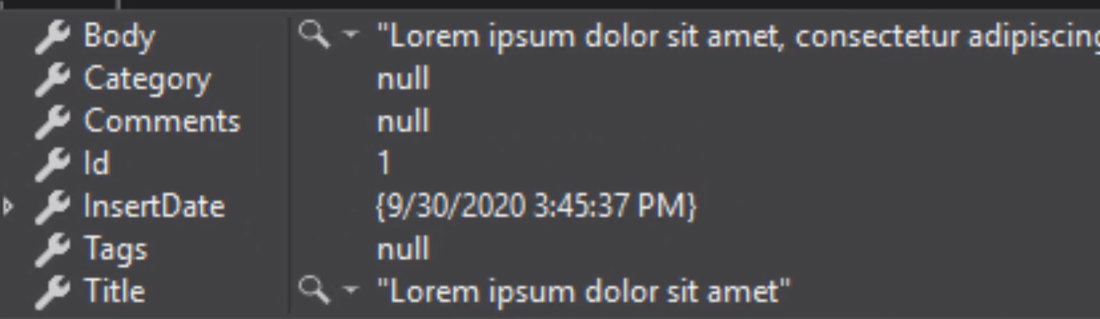 Body "Lorem ipsum dolor sit amet, consectetur adipiscing
Category null
Comments null
Id 1
InsertDate {9/30/2020 3:45:37 PM}
Tags null
Title "Lorem ipsum dolor sit amet"